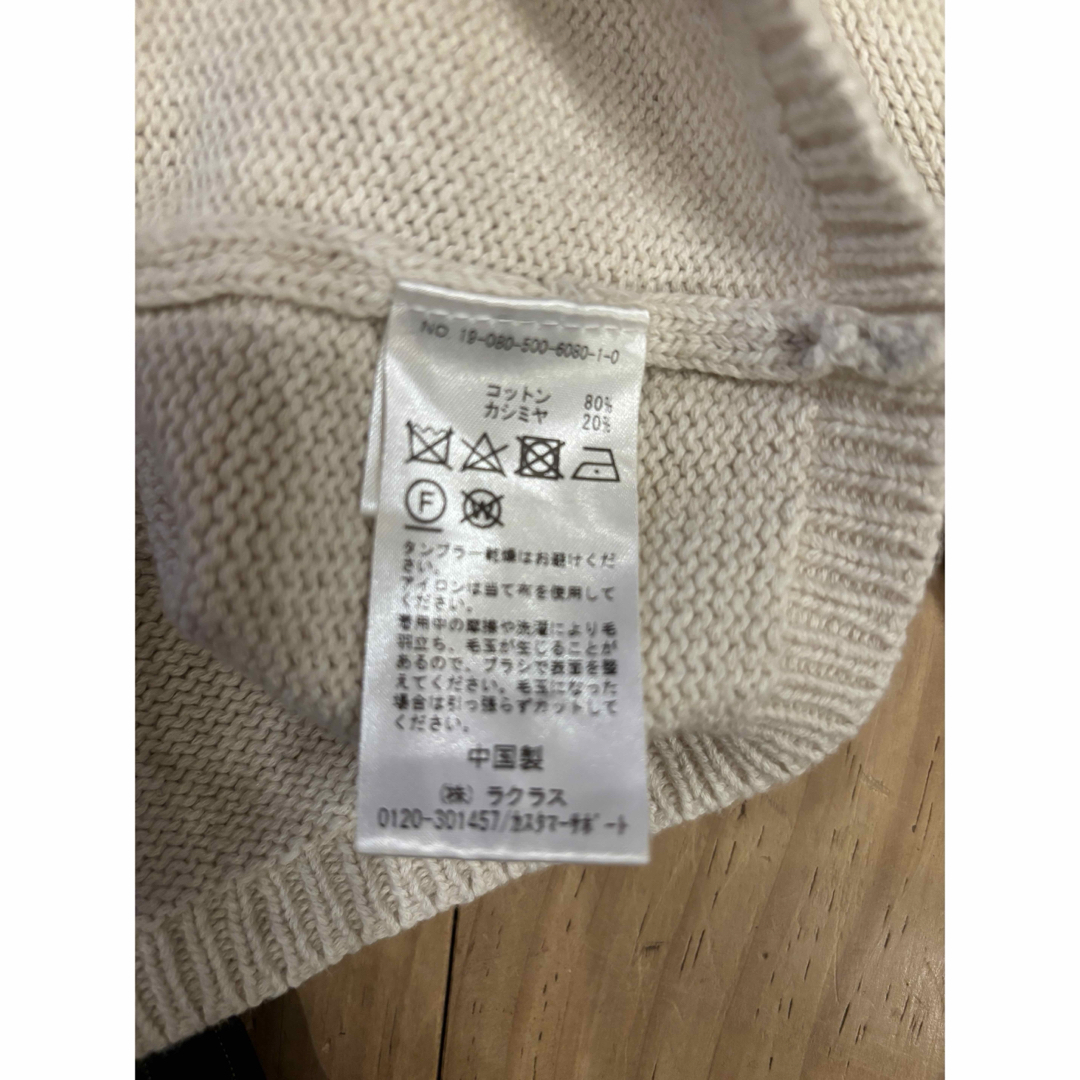 NO 19-080-500-6080-1-0
コットン 80%
カシミヤ 20%
F
W
タンブラー乾燥はお避けくだ
さい。
アイロンは当て布を使用して
ください。
着用中の摩擦や洗濯により毛
羽立ち、毛玉が生じることが
あるので、ブラシで表面を整
えてください。毛玉になった
場合は引っ張らずカットして
ください。
中国製
(株) ラクラス
0120-301457/ｶｽﾀﾏｰｻﾎﾟｰﾄ